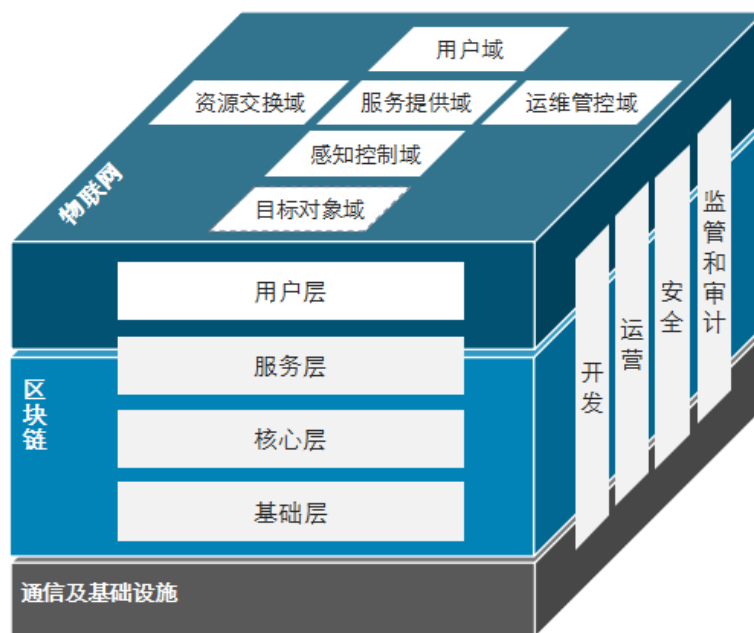 用户域
资源交换域
服务提供域
运维管控域
感知控制域
目标对象域
物联网
用户层
服务层
核心层
基础层
区块链
通信及基础设施
开发
运营
安全
监管和审计